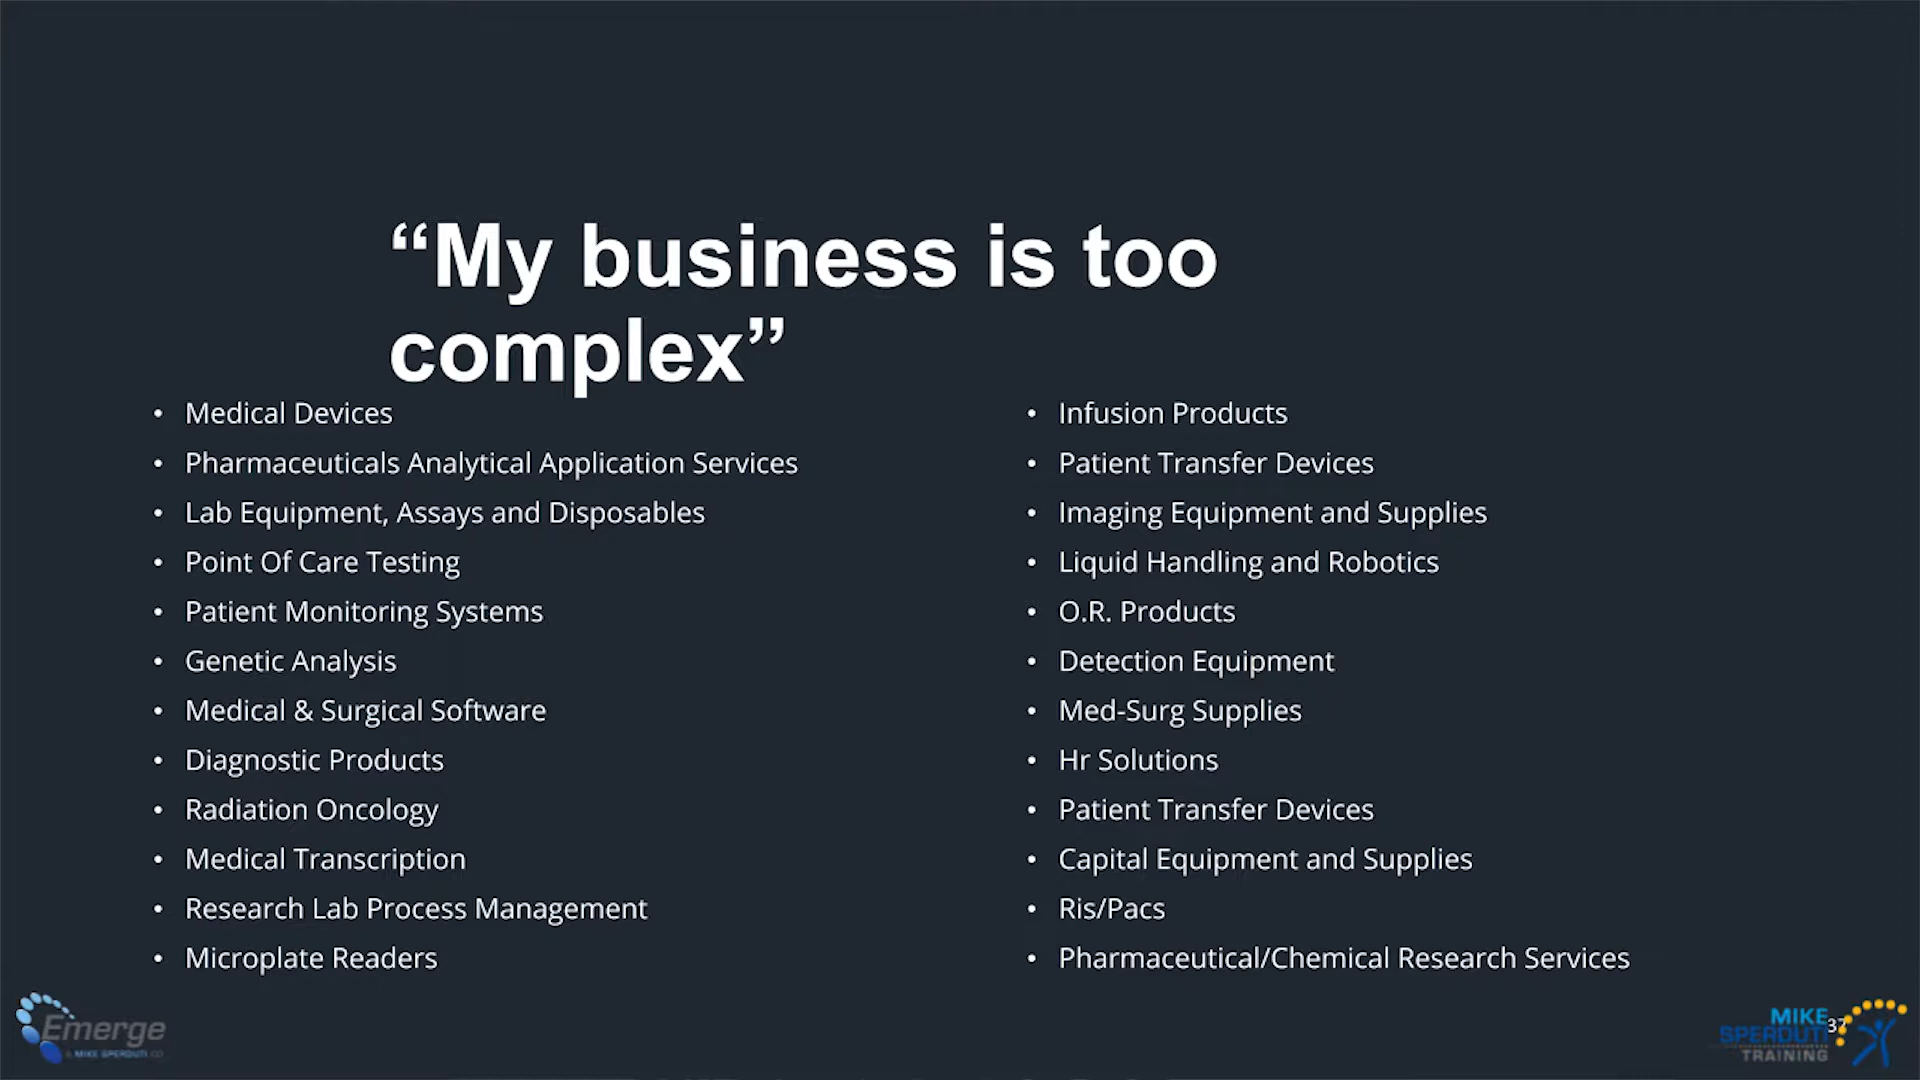 “My business is too
complex”
• Medical Devices
• Pharmaceuticals Analytical Application Services
• Lab Equipment, Assays and Disposables
• Point Of Care Testing
• Patient Monitoring Systems
• Genetic Analysis
• Medical & Surgical Software
• Diagnostic Products
• Radiation Oncology
• Medical Transcription
• Research Lab Process Management
• Microplate Readers
• Infusion Products
• Patient Transfer Devices
• Imaging Equipment and Supplies
• Liquid Handling and Robotics
• O.R. Products
• Detection Equipment
• Med-Surg Supplies
• Hr Solutions
• Patient Transfer Devices
• Capital Equipment and Supplies
• Ris/Pacs
• Pharmaceutical/Chemical Research Services
Emerge
A MIKE SPERDUTI CO
MIKE
SPERDUTI
TRAINING
37